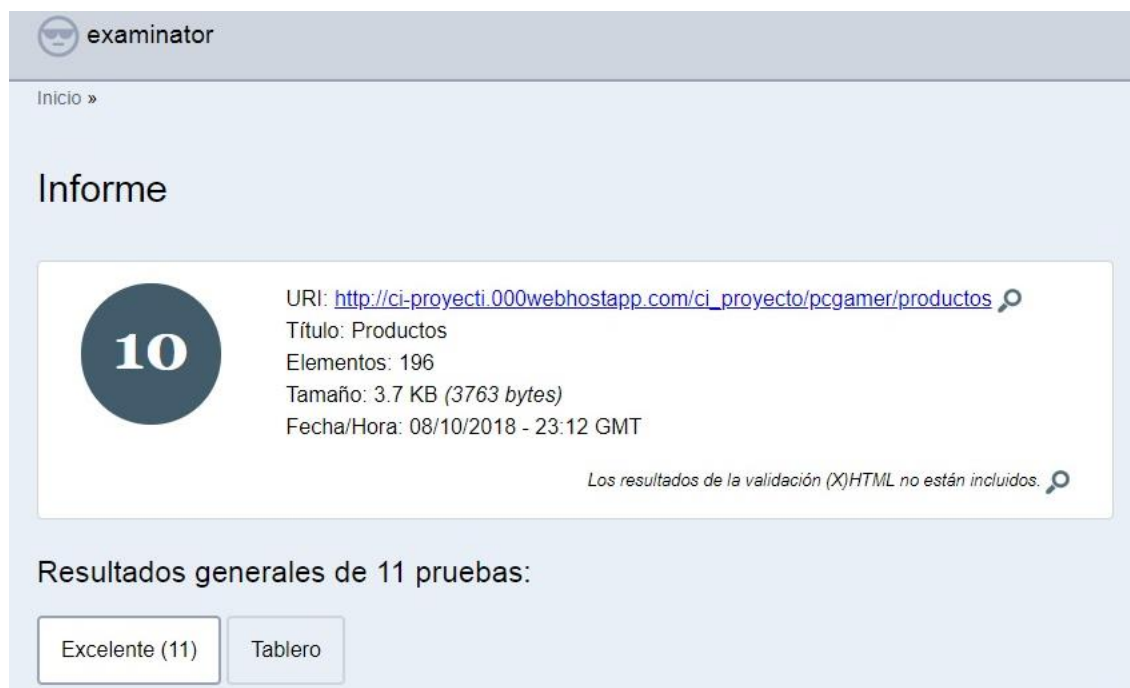 examinator
Inicio »
Informe
10
URI: http://ci-proyecti.000webhostapp.com/ci_proyecto/pcgamer/productos
Título: Productos
Elementos: 196
Tamaño: 3.7 KB (3763 bytes)
Fecha/Hora: 08/10/2018 - 23:12 GMT
Los resultados de la validación (X)HTML no están incluidos.
Resultados generales de 11 pruebas:
Excelente (11) Tablero